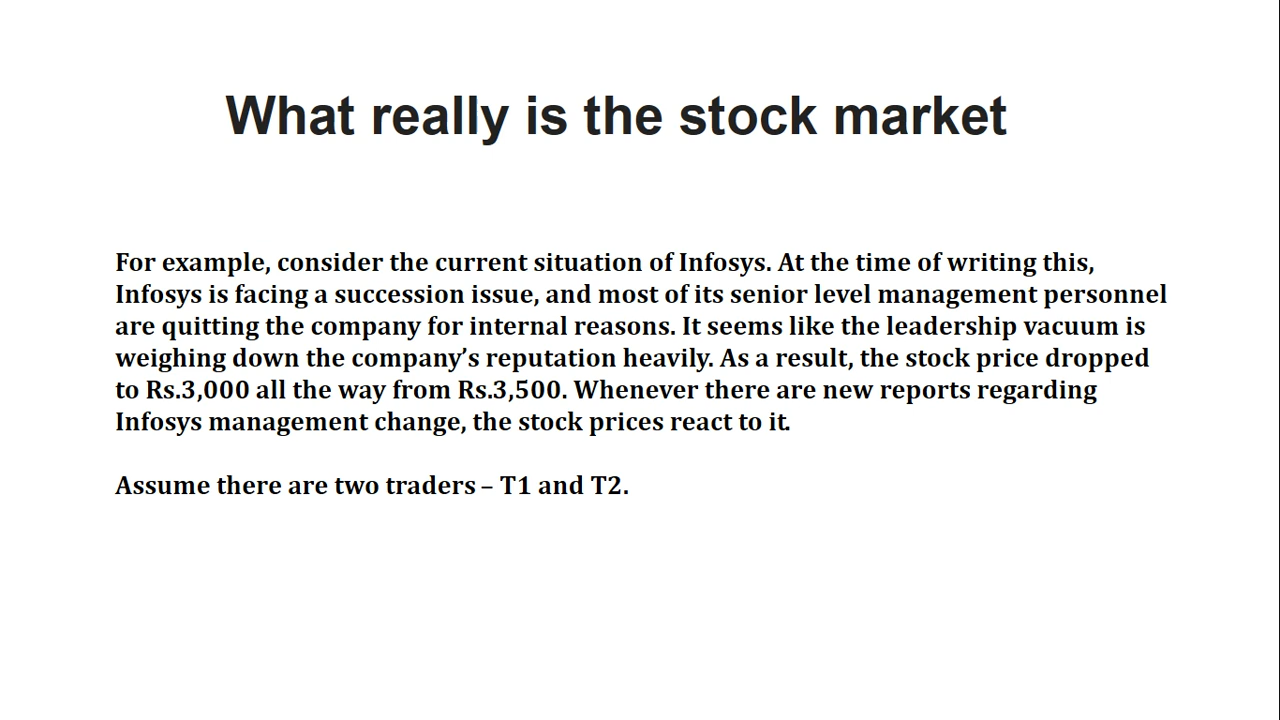 What really is the stock market
For example, consider the current situation of Infosys. At the time of writing this,
Infosys is facing a succession issue, and most of its senior level management personnel
are quitting the company for internal reasons. It seems like the leadership vacuum is
weighing down the company’s reputation heavily. As a result, the stock price dropped
to Rs.3,000 all the way from Rs.3,500. Whenever there are new reports regarding
Infosys management change, the stock prices react to it.
Assume there are two traders – T1 and T2.